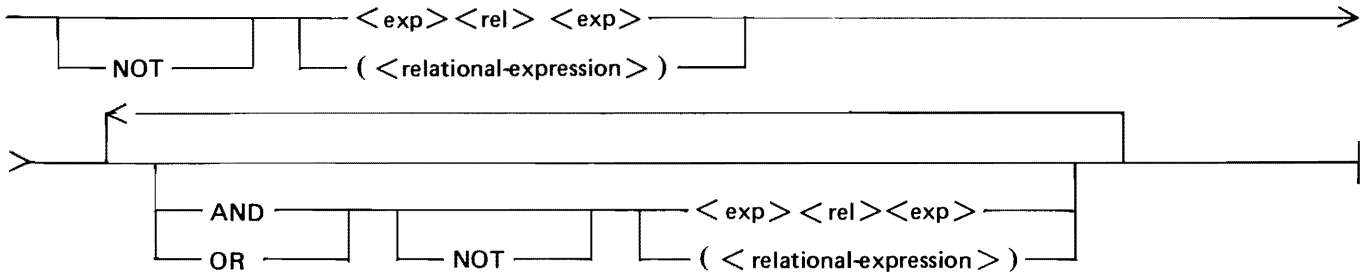 <exp> <rel> <exp>
NOT ( <relational-expression> )
AND <exp> <rel> <exp>
OR NOT ( <relational-expression> )